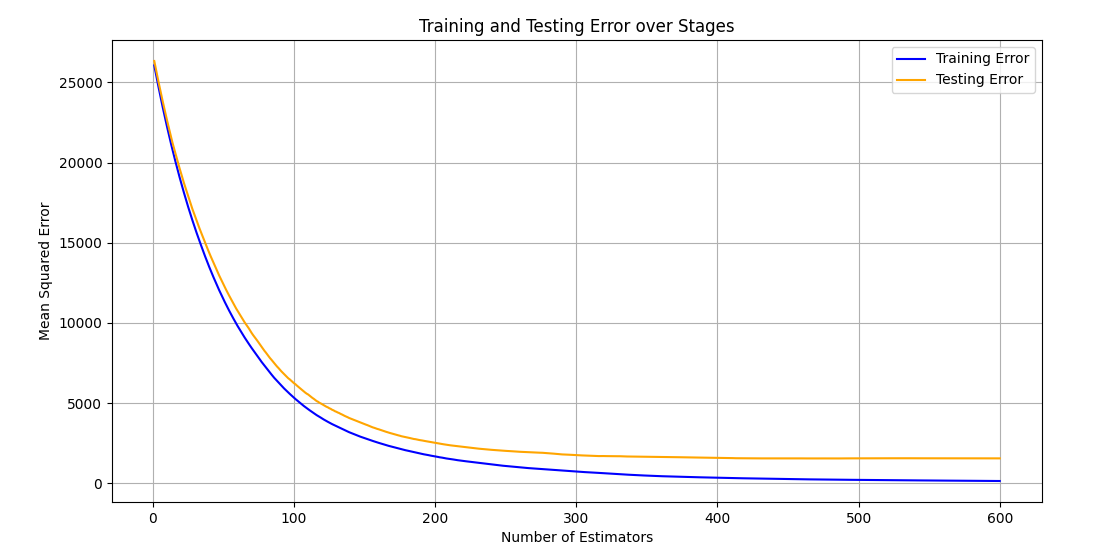 Training and Testing Error over Stages
Training Error
Testing Error
Mean Squared Error
25000
20000
15000
10000
5000
0
0 100 200 300 400 500 600
Number of Estimators